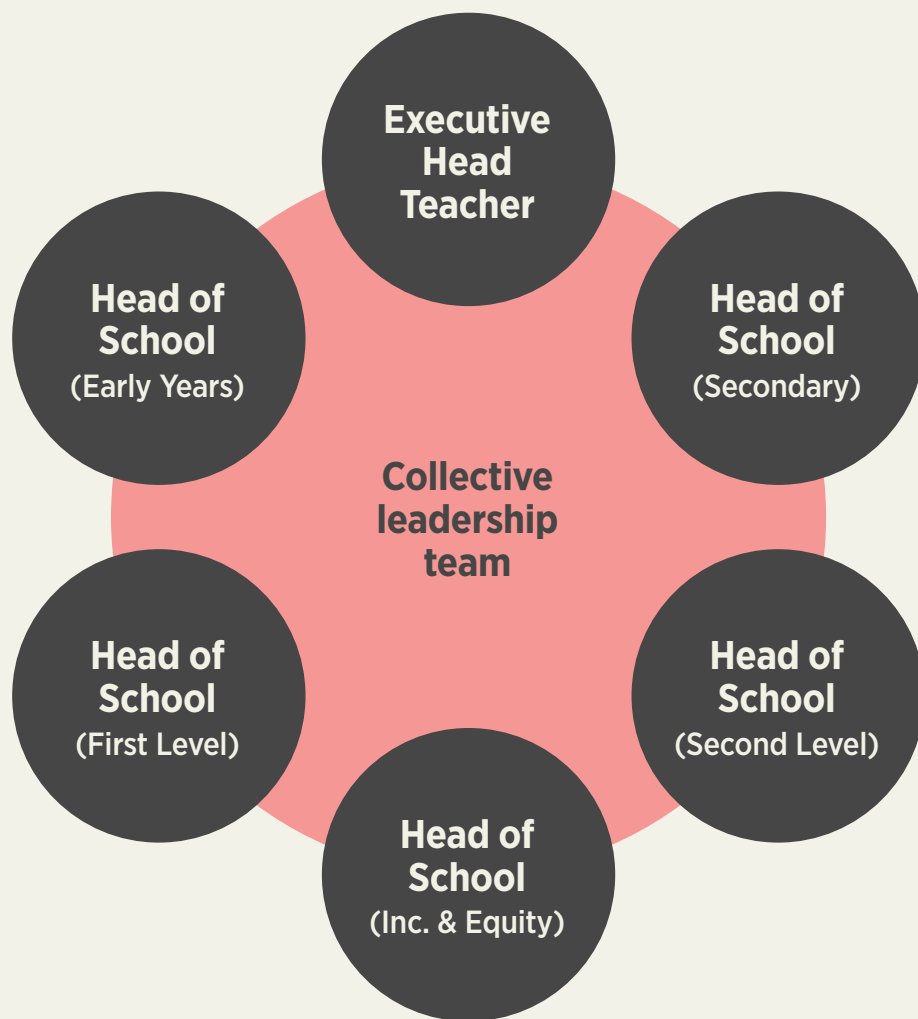 Executive
Head
Teacher
Head of
School
(Early Years)
Head of
School
(Secondary)
Collective
leadership
team
Head of
School
(First Level)
Head of
School
(Second Level)
Head of
School
(Inc. & Equity)